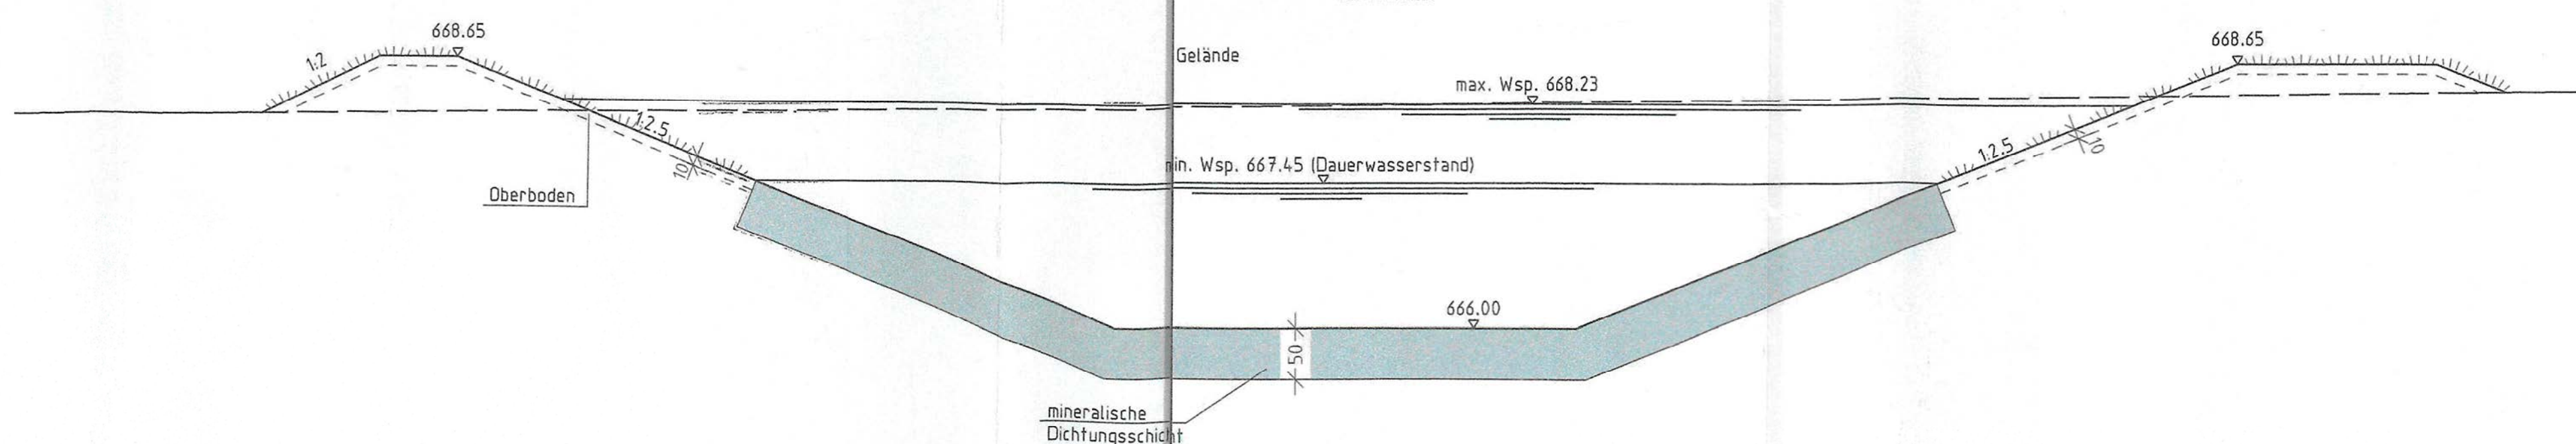 668.65
668.65
Gelände
1:2
max. Wsp. 668.23
1:2.5
1:2.5
10
10
in. Wsp. 667.45 (Dauerwasserstand)
Oberboden
666.00
50
mineralische
Dichtungsschicht